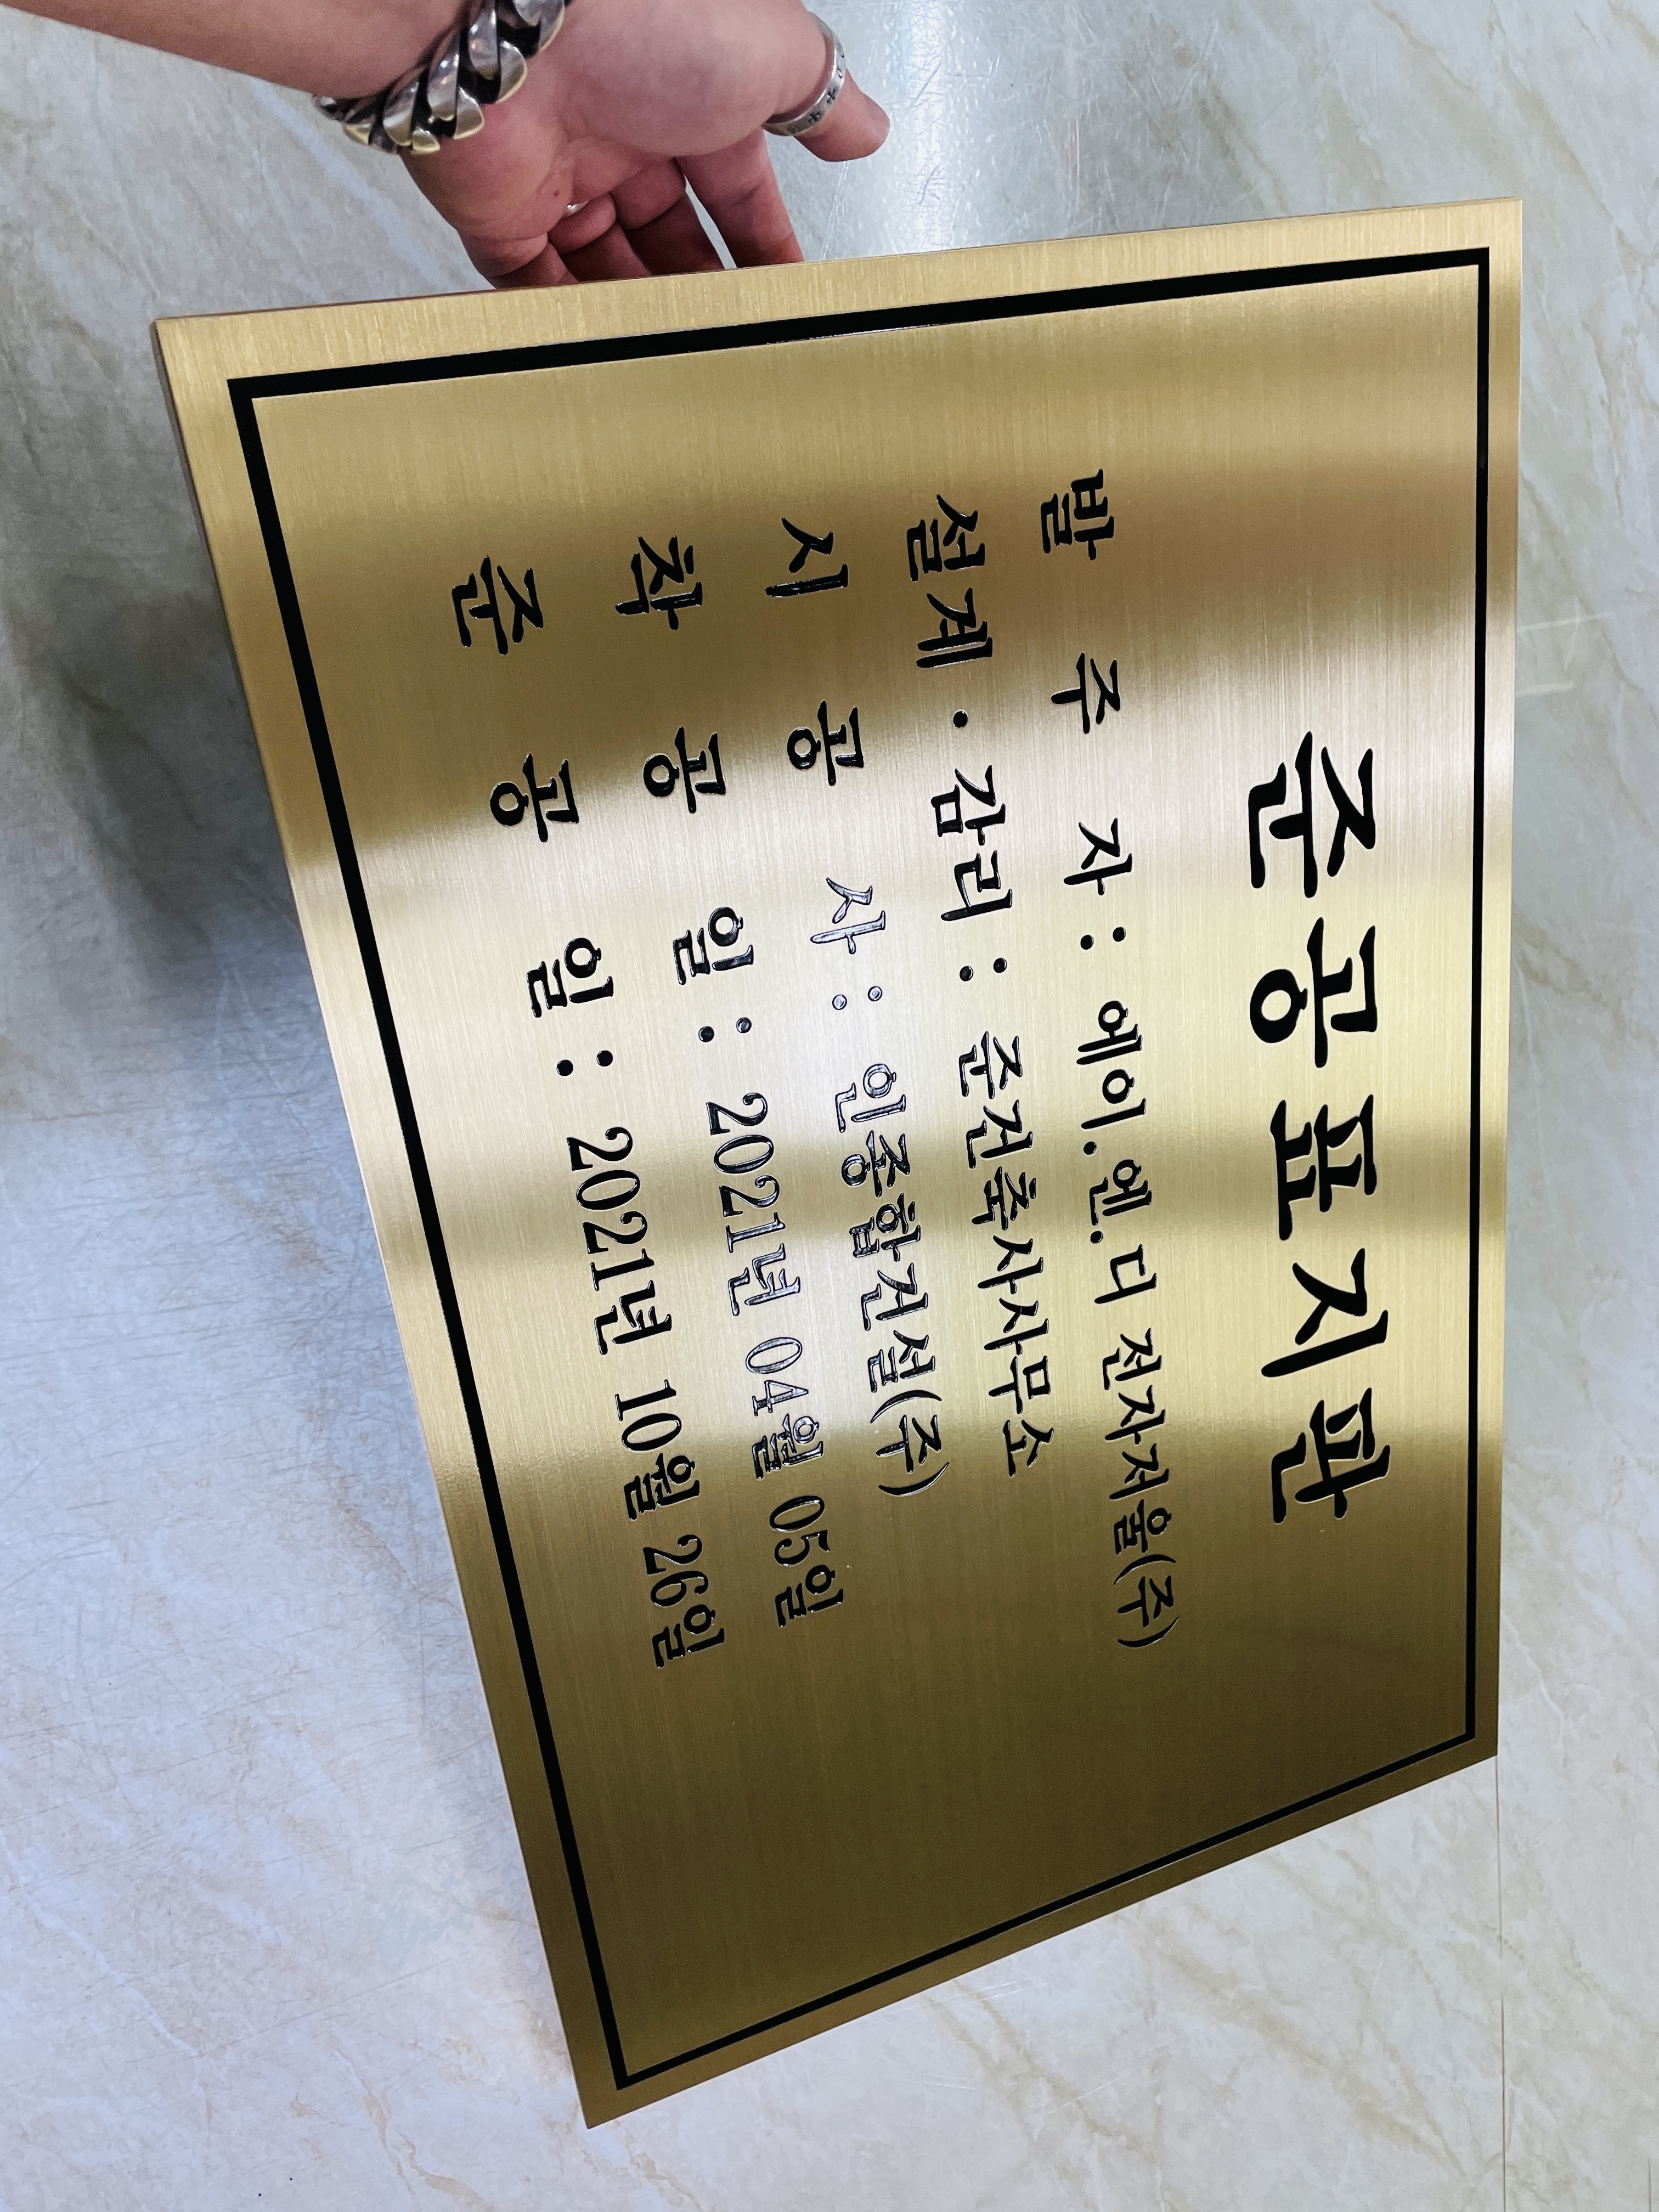 준공표지판
발 주 자 : 에이.엔.디 전자저울(주)
설계 · 감리 : 준건축사사무소
시 공 사 : 인종합건설(주)
착 공 일 : 2021년 04월 05일
준 공 일 : 2021년 10월 26일